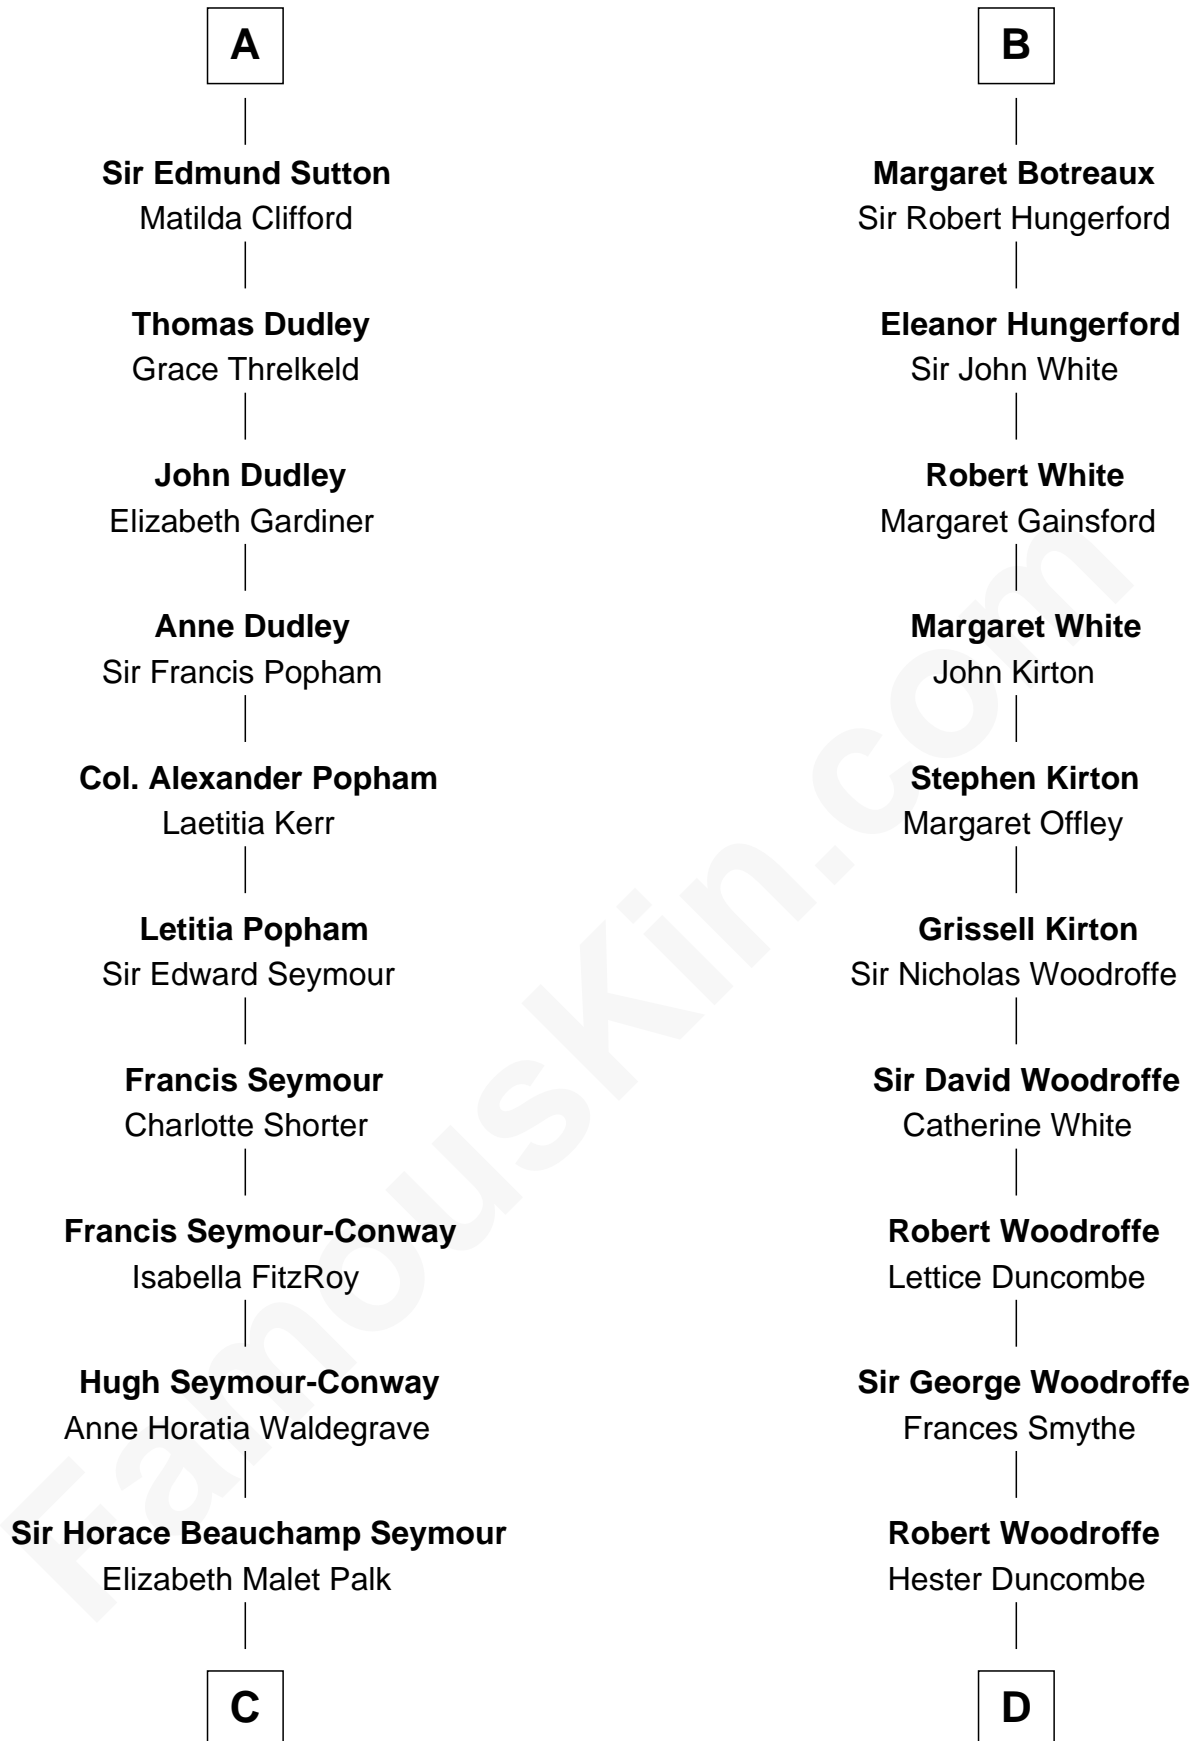 A
Sir Edmund Sutton
Matilda Clifford
Thomas Dudley
Grace Threlkeld
John Dudley
Elizabeth Gardiner
Anne Dudley
Sir Francis Popham
Col. Alexander Popham
Laetitia Kerr
Letitia Popham
Sir Edward Seymour
Francis Seymour
Charlotte Shorter
Francis Seymour-Conway
Isabella FitzRoy
Hugh Seymour-Conway
Anne Horatia Waldegrave
Sir Horace Beauchamp Seymour
Elizabeth Malet Palk
C
B
Margaret Botreaux
Sir Robert Hungerford
Eleanor Hungerford
Sir John White
Robert White
Margaret Gainsford
Margaret White
John Kirton
Stephen Kirton
Margaret Offley
Grissell Kirton
Sir Nicholas Woodroffe
Sir David Woodroffe
Catherine White
Robert Woodroffe
Lettice Duncombe
Sir George Woodroffe
Frances Smythe
Robert Woodroffe
Hester Duncombe
D
FamousKin.com